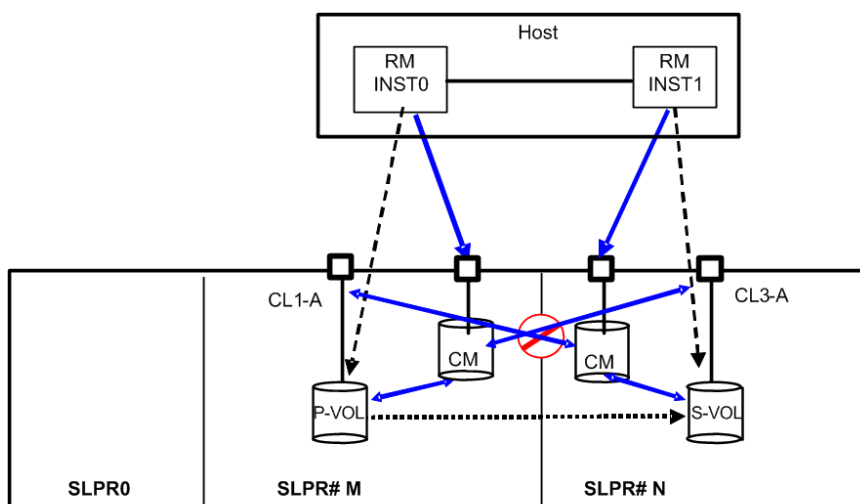 Host
RM
INST0
RM
INST1
CL1-A
CL3-A
CM
CM
P-VOL
S-VOL
SLPR0
SLPR# M
SLPR# N